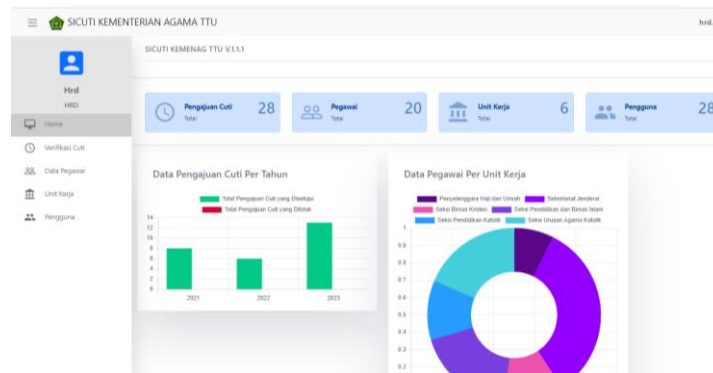 SICUTI KEMENTERIAN AGAMA TTU
hrd.
SICUTI KEMENAG TTU V.1.1.1
Hrd
HRD
Home
Verifikasi Cuti
Data Pegawai
Unit Kerja
Pengguna
Pengajuan Cuti 28
Total
Pegawai 20
Total
Unit Kerja 6
Total
Pengguna 28
Total
Data Pengajuan Cuti Per Tahun
Total Pengajuan Cuti yang Disetujui
Total Pengajuan Cuti yang Ditolak
14
12
10
8
6
4
2
0
2021 2022 2023
Data Pegawai Per Unit Kerja
Penyelenggara Haji dan Umrah Sekretariat Jenderal
Seksi Bimas Kristen Seksi Pendidikan dan Bimas Islam
Seksi Pendidikan Katolik Seksi Urusan Agama Katolik
1
0.9
0.8
0.7
0.6
0.5
0.4
0.3
0.2